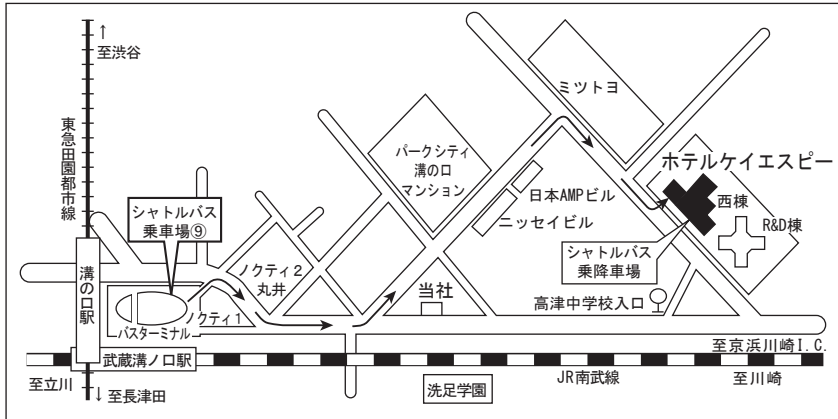 ↑
至渋谷
東急田園都市線
シャトルバス
乗車場⑨
溝の口駅
バスターミナル
ノクティ1
ノクティ2
丸井
パークシティ
溝の口
マンション
ミツトヨ
日本AMPビル
ニッセイビル
ホテルケイエスピー
西棟
R&D棟
シャトルバス
乗降車場
当社
高津中学校入口
至京浜川崎I.C.
武蔵溝ノ口駅
至立川
↓至長津田
洗足学園
JR南武線
至川崎